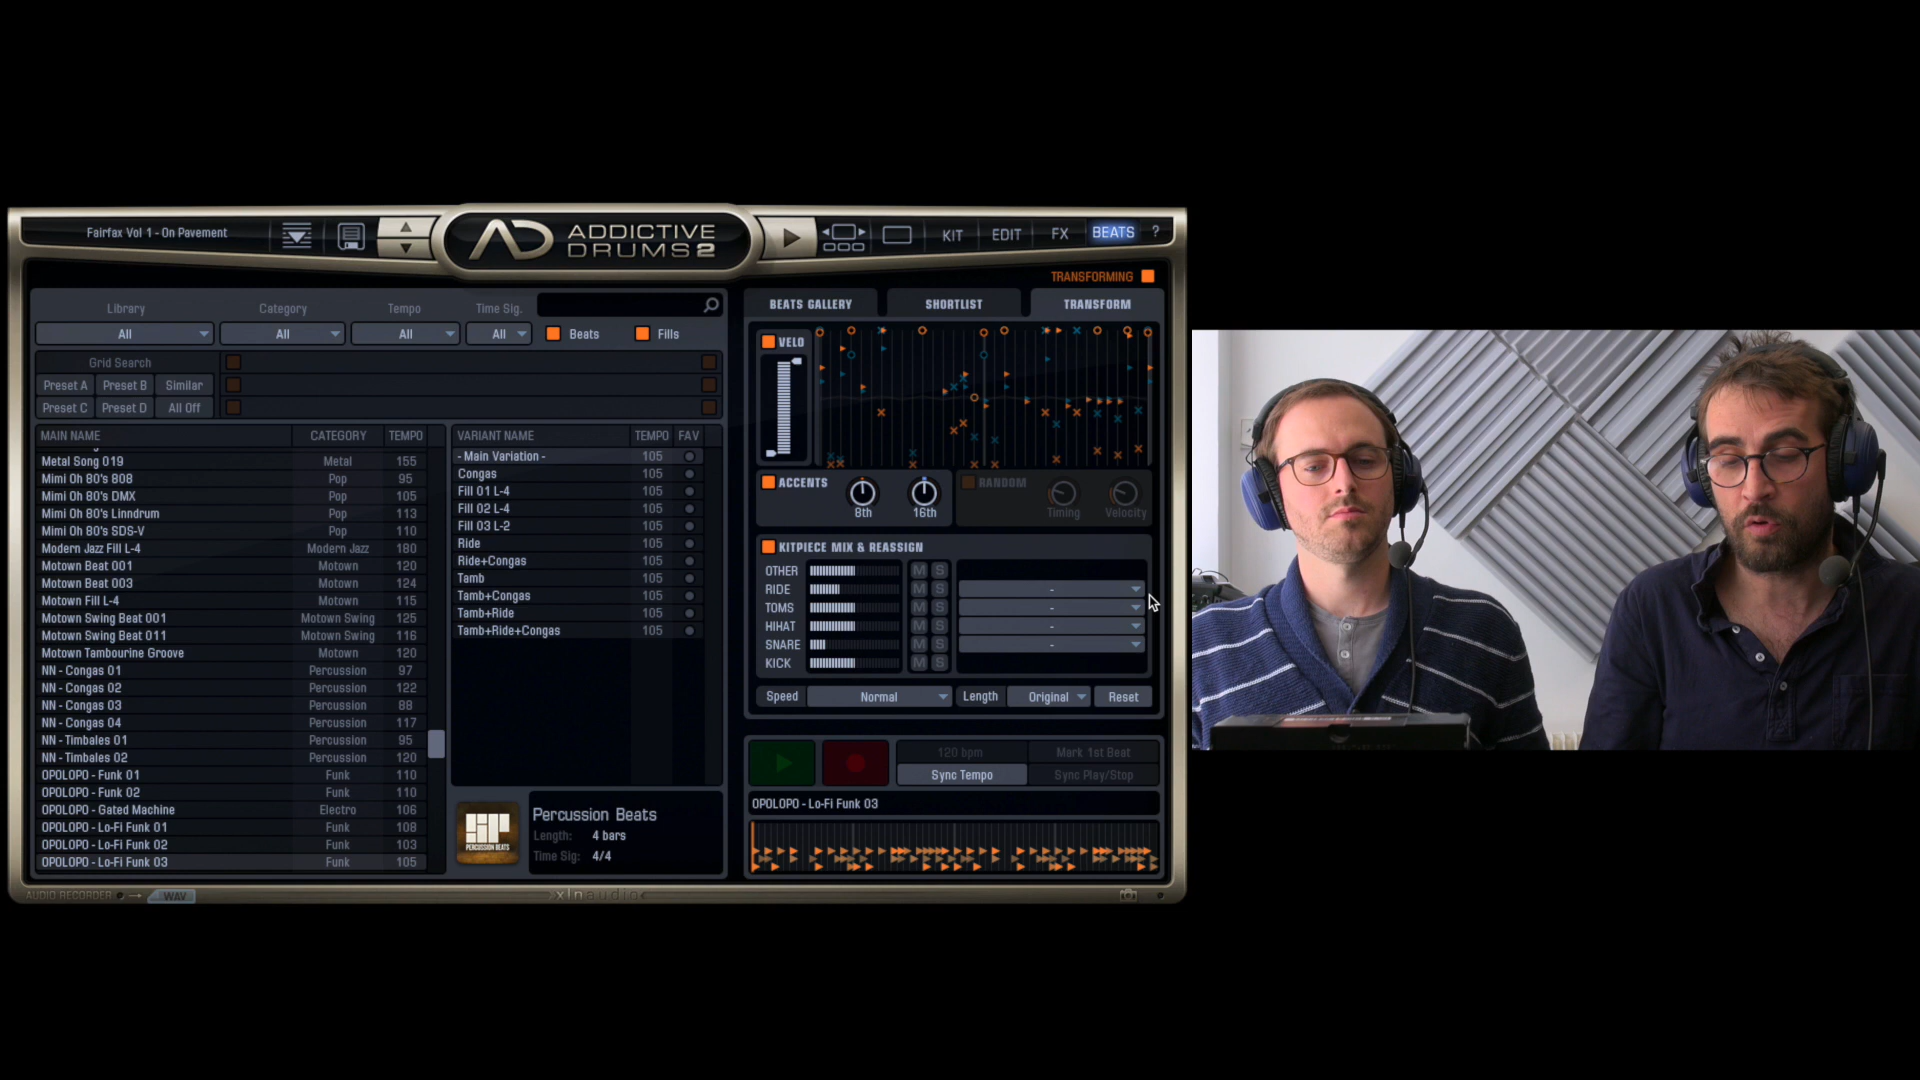 Fairfax Vol 1 - On Pavement
ADDICTIVE
DRUMS 2
KIT
EDIT
FX
BEATS
?
TRANSFORMING
Library
Category
Tempo
Time Sig.
All
All
All
All
Beats
Fills
Grid Search
Preset A
Preset B
Similar
Preset C
Preset D
All Off
MAIN NAME CATEGORY TEMPO
Metal Song 019 Metal 155
Mimi Oh 80's 808 Pop 95
Mimi Oh 80's DMX Pop 105
Mimi Oh 80's Linndrum Pop 113
Mimi Oh 80's SDS-V Pop 110
Modern Jazz Fill L-4 Modern Jazz 180
Motown Beat 001 Motown 120
Motown Beat 003 Motown 124
Motown Fill L-4 Motown 115
Motown Swing Beat 001 Motown Swing 125
Motown Swing Beat 011 Motown Swing 116
Motown Tambourine Groove Motown 120
NN - Congas 01 Percussion 97
NN - Congas 02 Percussion 122
NN - Congas 03 Percussion 88
NN - Congas 04 Percussion 117
NN - Timbales 01 Percussion 95
NN - Timbales 02 Percussion 120
OPOLOPO - Funk 01 Funk 110
OPOLOPO - Funk 02 Funk 110
OPOLOPO - Gated Machine Electro 106
OPOLOPO - Lo-Fi Funk 01 Funk 108
OPOLOPO - Lo-Fi Funk 02 Funk 103
OPOLOPO - Lo-Fi Funk 03 Funk 105
VARIANT NAME TEMPO FAV
- Main Variation - 105
Congas 105
Fill 01 L-4 105
Fill 02 L-4 105
Fill 03 L-2 105
Ride 105
Ride+Congas 105
Tamb 105
Tamb+Congas 105
Tamb+Ride 105
Tamb+Ride+Congas 105
PERCUSSION BEATS
Percussion Beats
Length: 4 bars
Time Sig: 4/4
BEATS GALLERY
SHORTLIST
TRANSFORM
VELO
ACCENTS
8th
16th
RANDOM
Timing
Velocity
KITPIECE MIX & REASSIGN
OTHER M S
RIDE M S -
TOMS M S -
HIHAT M S -
SNARE M S -
KICK M S
Speed Normal Length Original Reset
120 bpm
Mark 1st Beat
Sync Tempo
Sync Play/Stop
OPOLOPO - Lo-Fi Funk 03
AUDIO RECORDER
WAV
xlnaudio